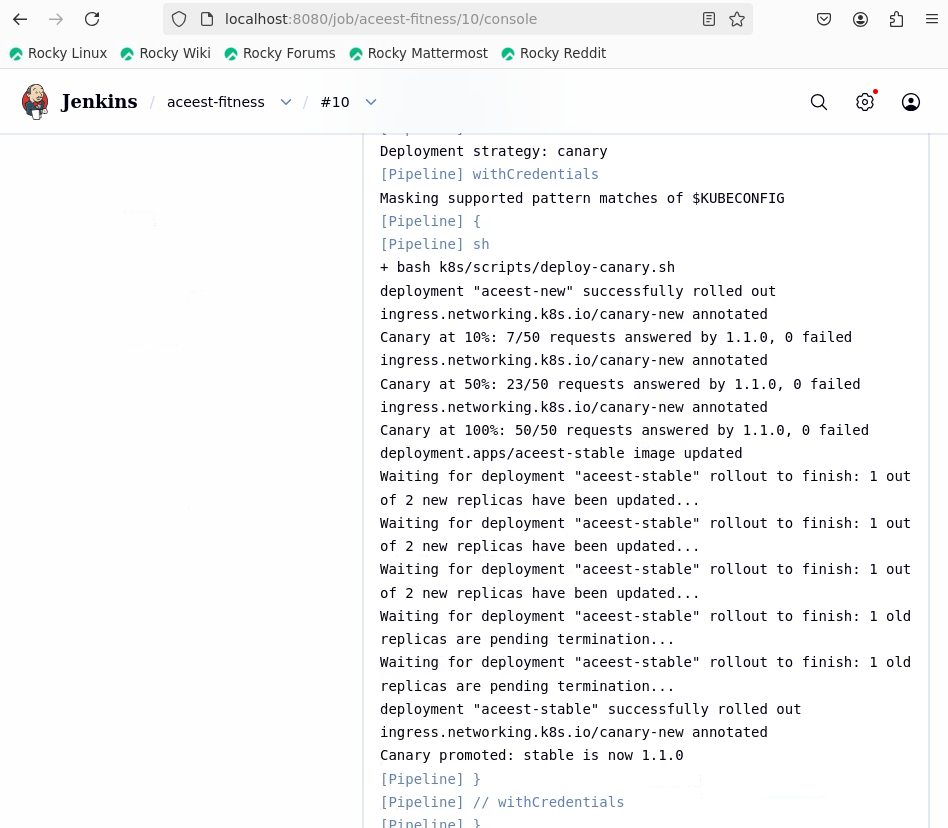 localhost:8080/job/aceest-fitness/10/console
Rocky Linux Rocky Wiki Rocky Forums Rocky Mattermost Rocky Reddit
Jenkins / aceest-fitness / #10
Deployment strategy: canary
[Pipeline] withCredentials
Masking supported pattern matches of $KUBECONFIG
[Pipeline] {
[Pipeline] sh
+ bash k8s/scripts/deploy-canary.sh
deployment "aceest-new" successfully rolled out
ingress.networking.k8s.io/canary-new annotated
Canary at 10%: 7/50 requests answered by 1.1.0, 0 failed
ingress.networking.k8s.io/canary-new annotated
Canary at 50%: 23/50 requests answered by 1.1.0, 0 failed
ingress.networking.k8s.io/canary-new annotated
Canary at 100%: 50/50 requests answered by 1.1.0, 0 failed
deployment.apps/aceest-stable image updated
Waiting for deployment "aceest-stable" rollout to finish: 1 out
of 2 new replicas have been updated...
Waiting for deployment "aceest-stable" rollout to finish: 1 out
of 2 new replicas have been updated...
Waiting for deployment "aceest-stable" rollout to finish: 1 out
of 2 new replicas have been updated...
Waiting for deployment "aceest-stable" rollout to finish: 1 old
replicas are pending termination...
Waiting for deployment "aceest-stable" rollout to finish: 1 old
replicas are pending termination...
deployment "aceest-stable" successfully rolled out
ingress.networking.k8s.io/canary-new annotated
Canary promoted: stable is now 1.1.0
[Pipeline] }
[Pipeline] // withCredentials
[Pipeline] }